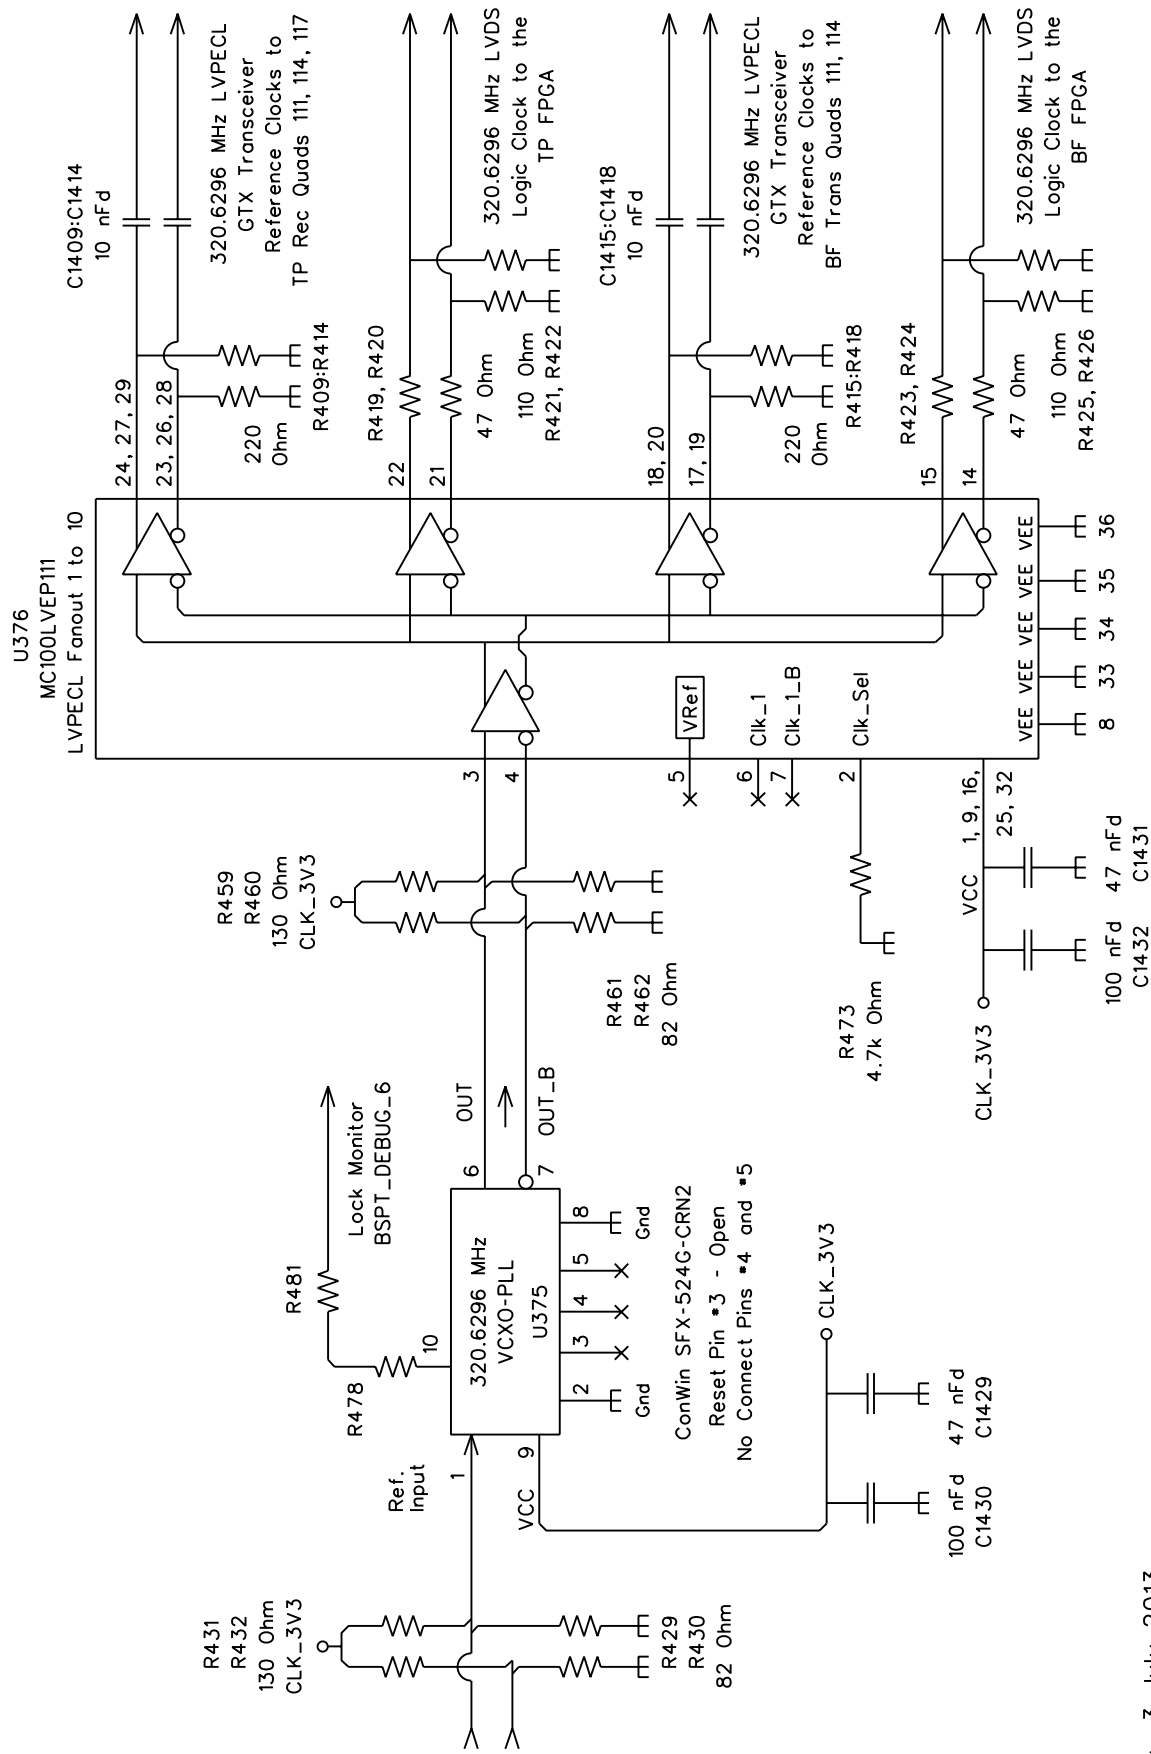 U376
MC100LVEP111
LVPECL Fanout 1 to 10
R431
R432
130 Ohm
CLK_3V3
R429
R430
82 Ohm
Ref.
Input
1
VCC
9
320.6296 MHz
VCXO-PLL
U375
10
R478
R481
Lock Monitor
BSPT_DEBUG_6
2
3
4
5
8
Gnd
Gnd
ConWin SFX-524G-CRN2
Reset Pin #3 - Open
No Connect Pins #4 and #5
CLK_3V3
100 nFd
C1430
47 nFd
C1429
6
OUT
7
OUT_B
R459
R460
130 Ohm
CLK_3V3
R461
R462
82 Ohm
3
4
5
VRef
6
Clk_1
7
Clk_1_B
2
Clk_Sel
R473
4.7k Ohm
CLK_3V3
VCC
1, 9, 16,
25, 32
100 nFd
C1432
47 nFd
C1431
VEE VEE VEE VEE VEE
8 33 34 35 36
24, 27, 29
23, 26, 28
220
Ohm
R409:R414
C1409:C1414
10 nFd
320.6296 MHz LVPECL
GTX Transceiver
Reference Clocks to
TP Rec Quads 111, 114, 117
22
21
R419, R420
47 Ohm
110 Ohm
R421, R422
320.6296 MHz LVDS
Logic Clock to the
TP FPGA
18, 20
17, 19
220
Ohm
R415:R418
C1415:C1418
10 nFd
320.6296 MHz LVPECL
GTX Transceiver
Reference Clocks to
BF Trans Quads 111, 114
15
14
R423, R424
47 Ohm
110 Ohm
R425, R426
320.6296 MHz LVDS
Logic Clock to the
BF FPGA